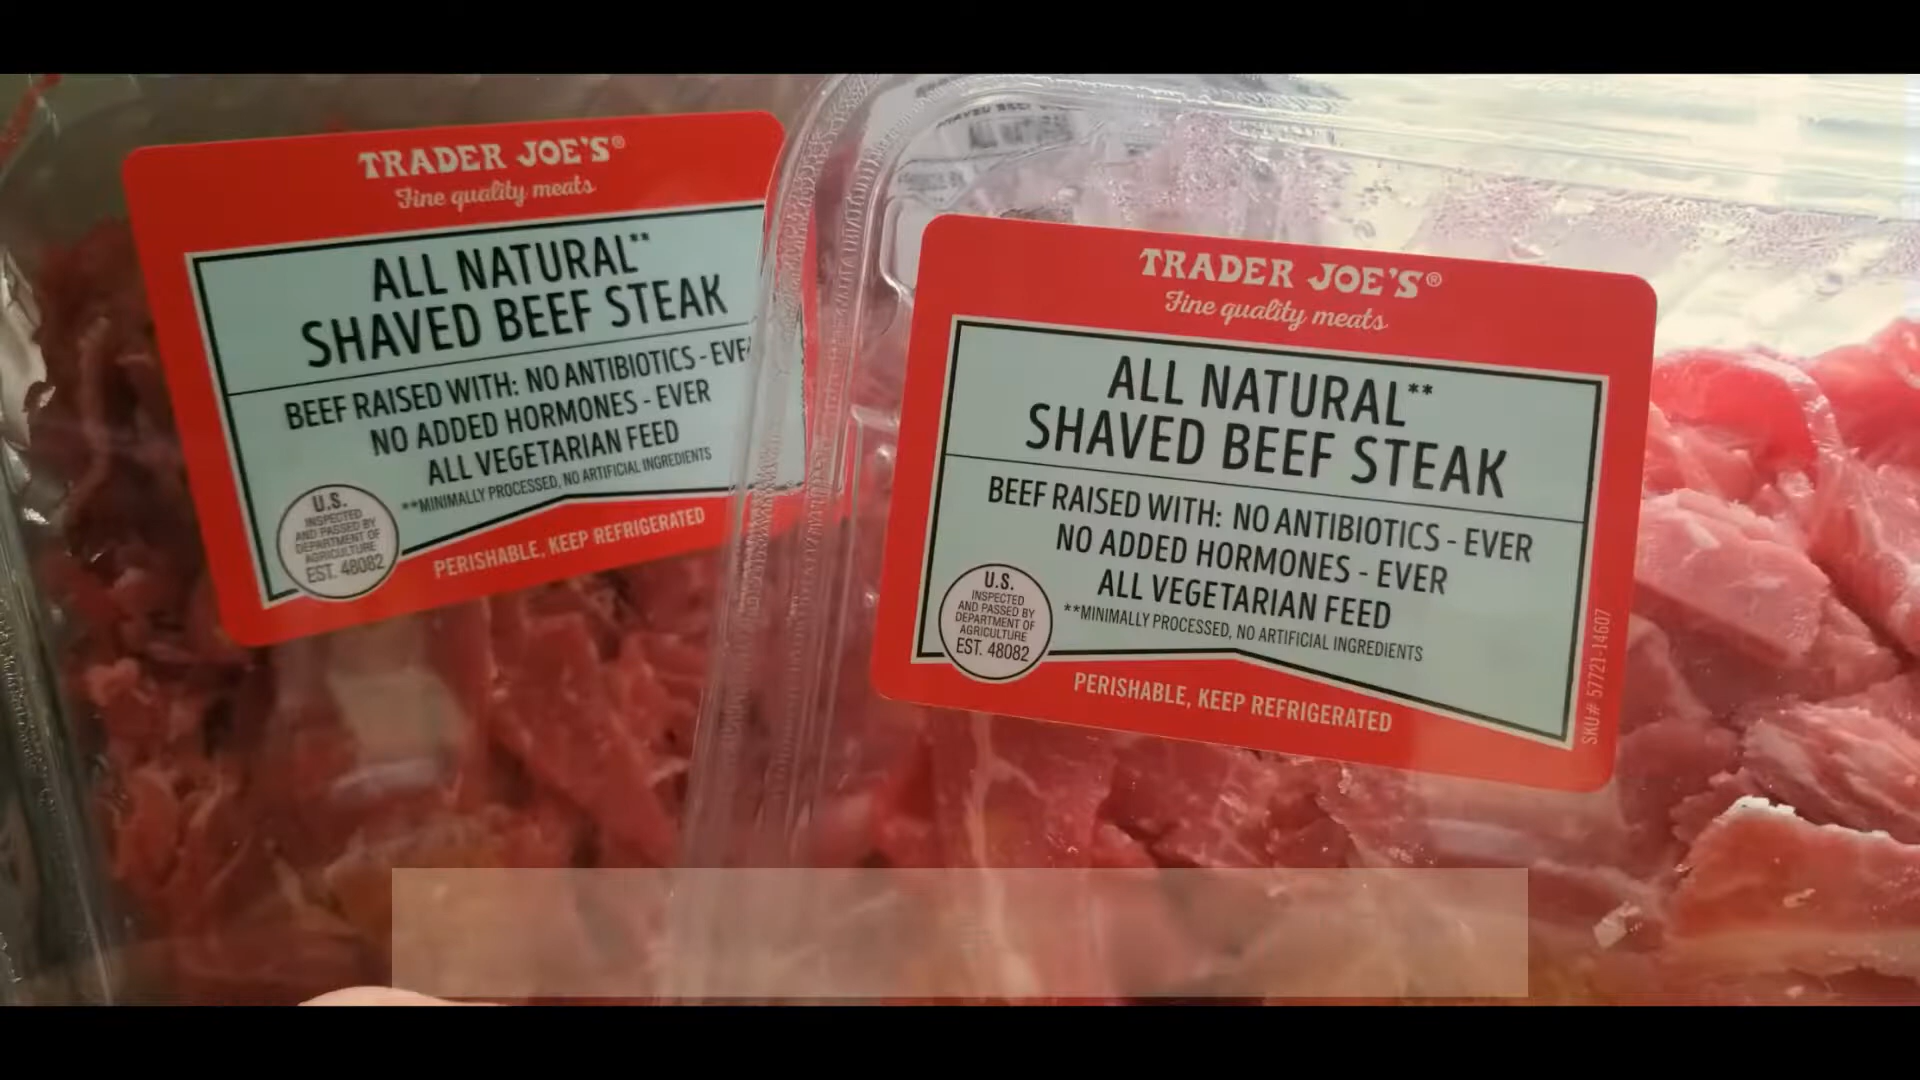 TRADER JOE'S®
Fine quality meats
ALL NATURAL**
SHAVED BEEF STEAK
BEEF RAISED WITH: NO ANTIBIOTICS -
NO ADDED HORMONES - EVER
ALL VEGETARIAN FEED
**MINIMALLY PROCESSED, NO ARTIFICIAL INGREDIENTS
U.S.
INSPECTED
AND PASSED BY
DEPARTMENT OF
AGRICULTURE
EST. 48082
PERISHABLE, KEEP REFRIGERATED
ALL NATURAL
TRADER JOE'S®
Fine quality meats
ALL NATURAL**
SHAVED BEEF STEAK
BEEF RAISED WITH: NO ANTIBIOTICS - EVER
NO ADDED HORMONES - EVER
ALL VEGETARIAN FEED
**MINIMALLY PROCESSED, NO ARTIFICIAL INGREDIENTS
U.S.
INSPECTED
AND PASSED BY
DEPARTMENT OF
AGRICULTURE
EST. 48082
PERISHABLE, KEEP REFRIGERATED
SKU# 57721-14607